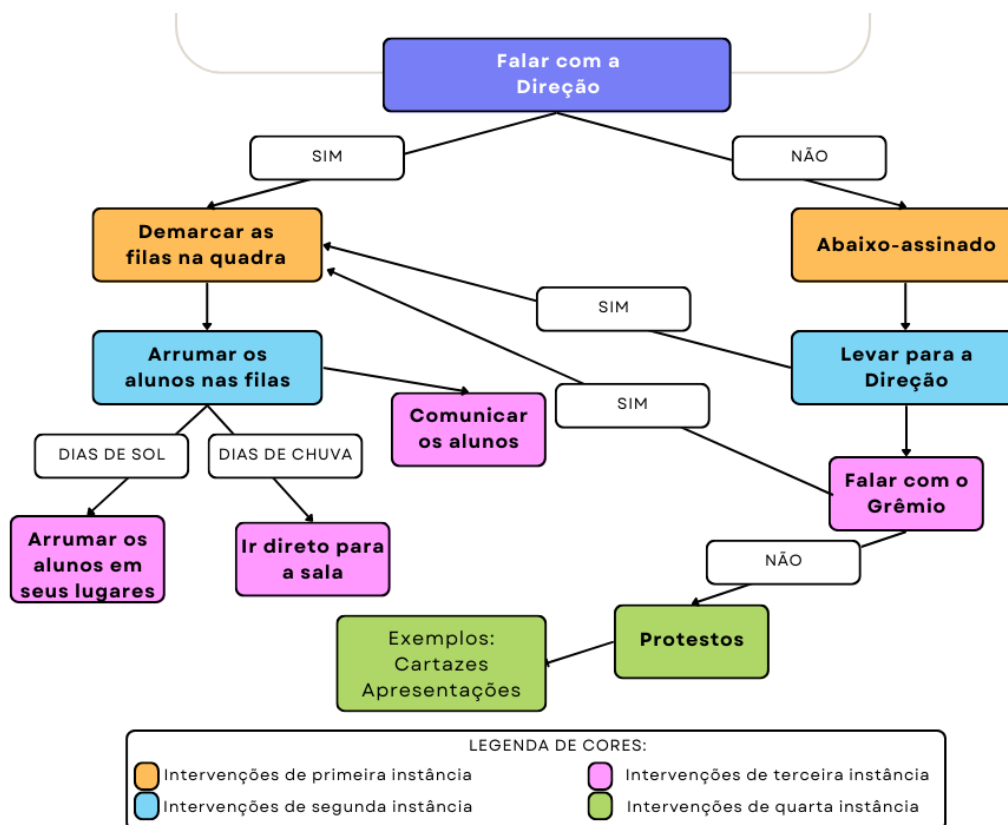 Falar com a
Direção
SIM
NÃO
Demarcar as
filas na quadra
Abaixo-assinado
SIM
Arrumar os
alunos nas filas
Levar para a
Direção
Comunicar
os alunos
SIM
DIAS DE SOL
DIAS DE CHUVA
Falar com o
Grêmio
Arrumar os
alunos em
seus lugares
Ir direto para
a sala
NÃO
Exemplos:
Cartazes
Apresentações
Protestos
LEGENDA DE CORES:
Intervenções de primeira instância
Intervenções de terceira instância
Intervenções de segunda instância
Intervenções de quarta instância